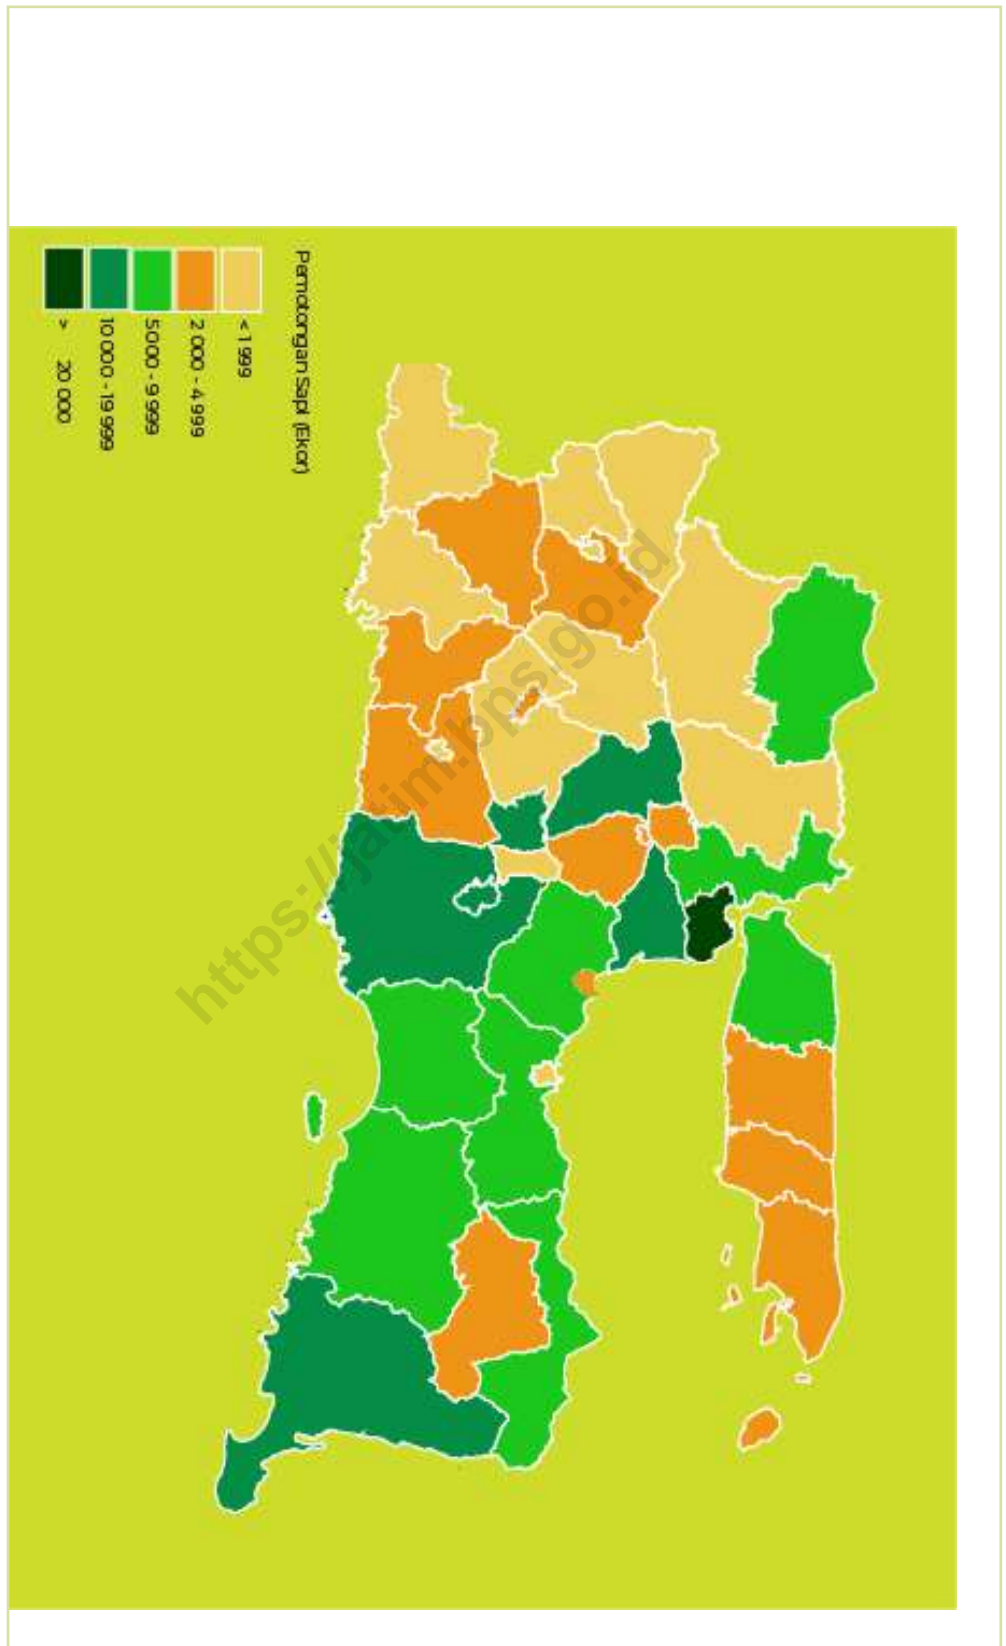 Pemotongan Sapi (Ekor)
< 1 999
2 000 - 4 999
5000 - 9 999
10 000 - 19 999
> 20 000
https://jatim.bps.go.id